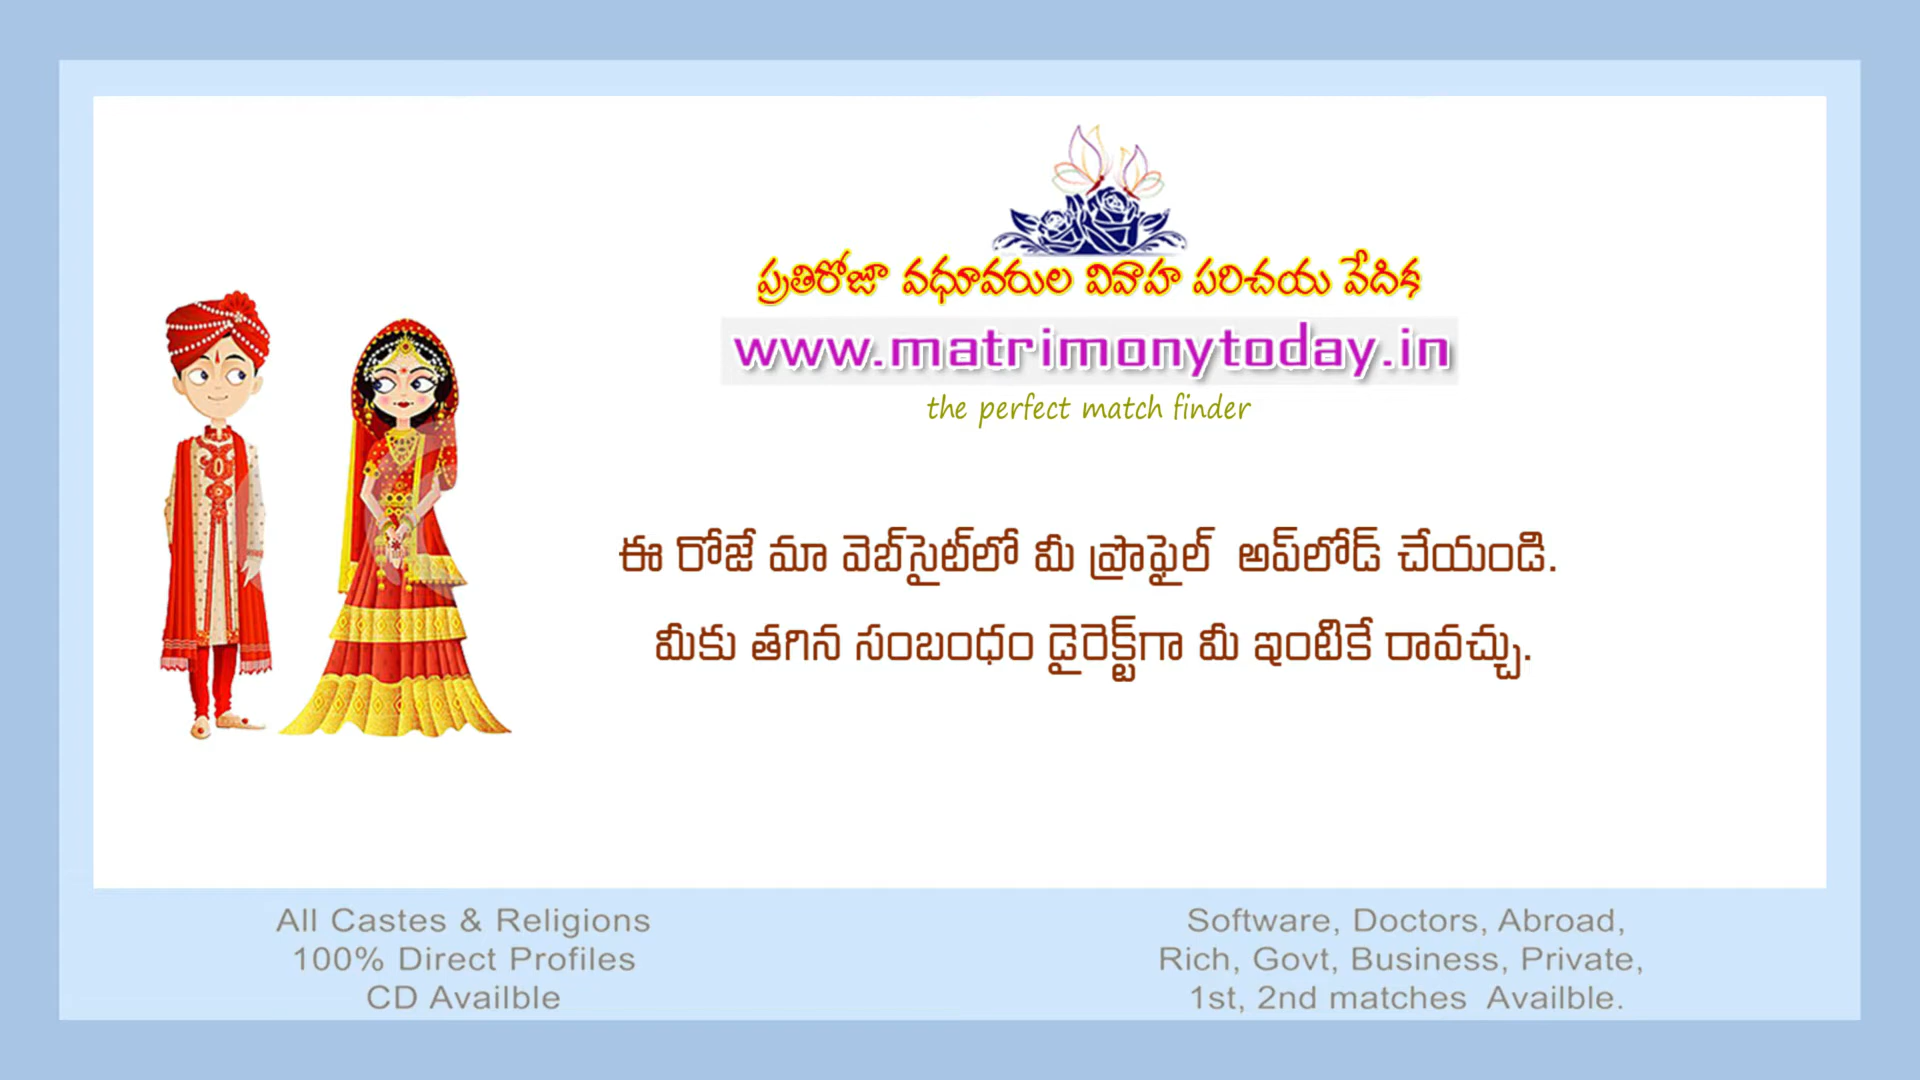 ప్రతిరోజూ వధూవరుల వివాహ పరిచయ వేదిక
www.matrimonytoday.in
the perfect match finder
ఈ రోజే మా వెబ్‌సైట్‌లో మీ ప్రొఫైల్ అప్‌లోడ్ చేయండి.
మీకు తగిన సంబంధం డైరెక్ట్‌గా మీ ఇంటికే రావచ్చు.
All Castes & Religions
100% Direct Profiles
CD Availble
Software, Doctors, Abroad,
Rich, Govt, Business, Private,
1st, 2nd matches Availble.